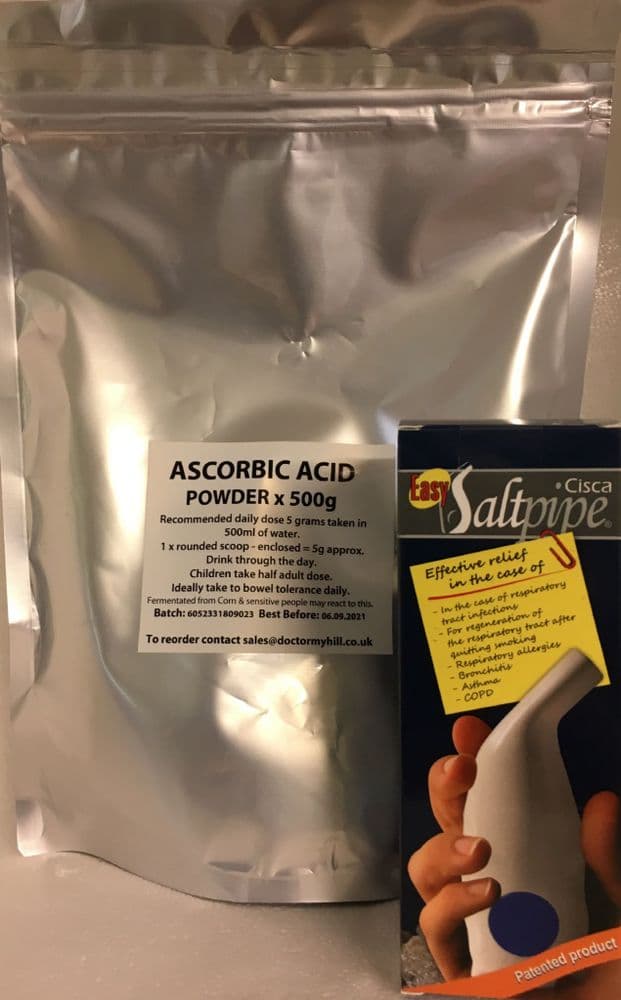 ASCORBIC ACID
POWDER x 500g
Recommended daily dose 5 grams taken in
500ml of water.
1 x rounded scoop - enclosed = 5g approx.
Drink through the day.
Children take half adult dose.
Ideally take to bowel tolerance daily.
Fermentated from Corn & sensitive people may react to this.
Batch: 6052331809023 Best Before: 06.09.2021
To reorder contact sales@doctormyhill.co.uk
Easy
Cisca
Saltpipe®
Effective relief
in the case of
- In the case of respiratory
tract infections
- For regeneration of
the respiratory tract after
quitting smoking
- Respiratory allergies
- Bronchitis
- Asthma
- COPD
Patented product